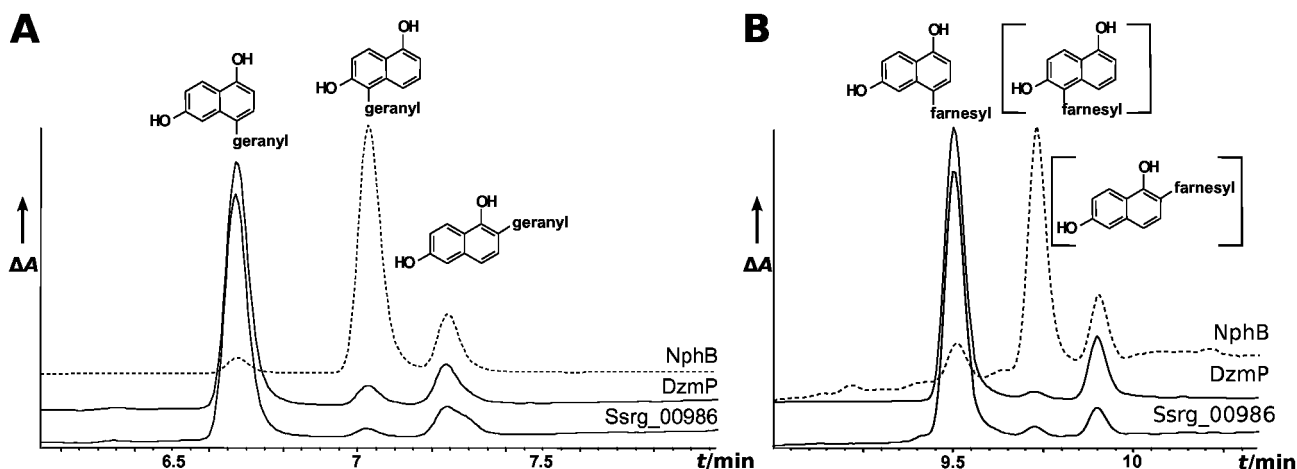 A
OH
HO
geranyl
OH
HO
geranyl
OH
geranyl
HO
ΔA
NphB
DzmP
Ssrg_00986
6.5
7
7.5
t/min
B
OH
HO
farnesyl
OH
HO
farnesyl
OH
farnesyl
HO
ΔA
NphB
DzmP
Ssrg_00986
9.5
10
t/min